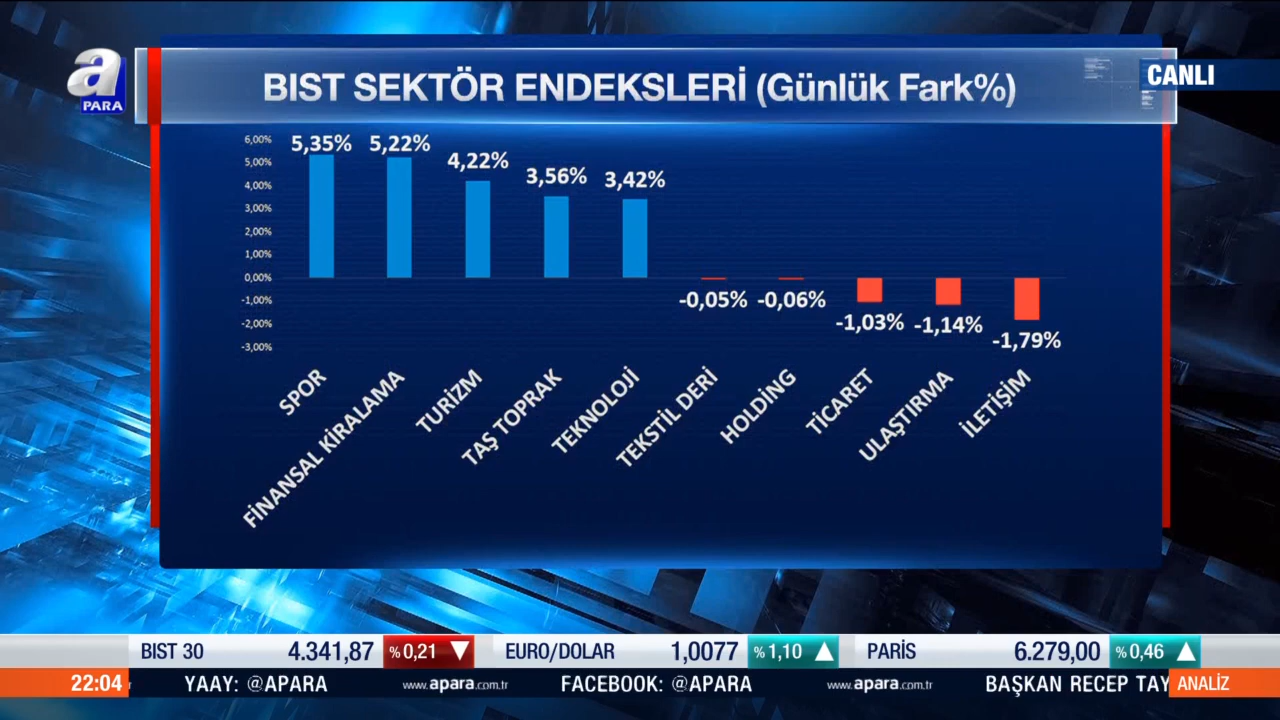 a
PARA
BIST SEKTÖR ENDEKSLERİ (Günlük Fark%)
CANLI
6,00%
5,00%
4,00%
3,00%
2,00%
1,00%
0,00%
-1,00%
-2,00%
-3,00%
5,35%
5,22%
4,22%
3,56%
3,42%
-0,05%
-0,06%
-1,03%
-1,14%
-1,79%
SPOR
FİNANSAL KİRALAMA
TURİZM
TAŞ TOPRAK
TEKNOLOJİ
TEKSTİL DERİ
HOLDİNG
TİCARET
ULAŞTIRMA
İLETİŞİM
BIST 30 4.341,87 %0,21 ▼ EURO/DOLAR 1,0077 %1,10 ▲ PARİS 6.279,00 %0,46 ▲
22:04 YAAY: @APARA www.apara.com.tr FACEBOOK: @APARA www.apara.com.tr BAŞKAN RECEP TAY ANALİZ